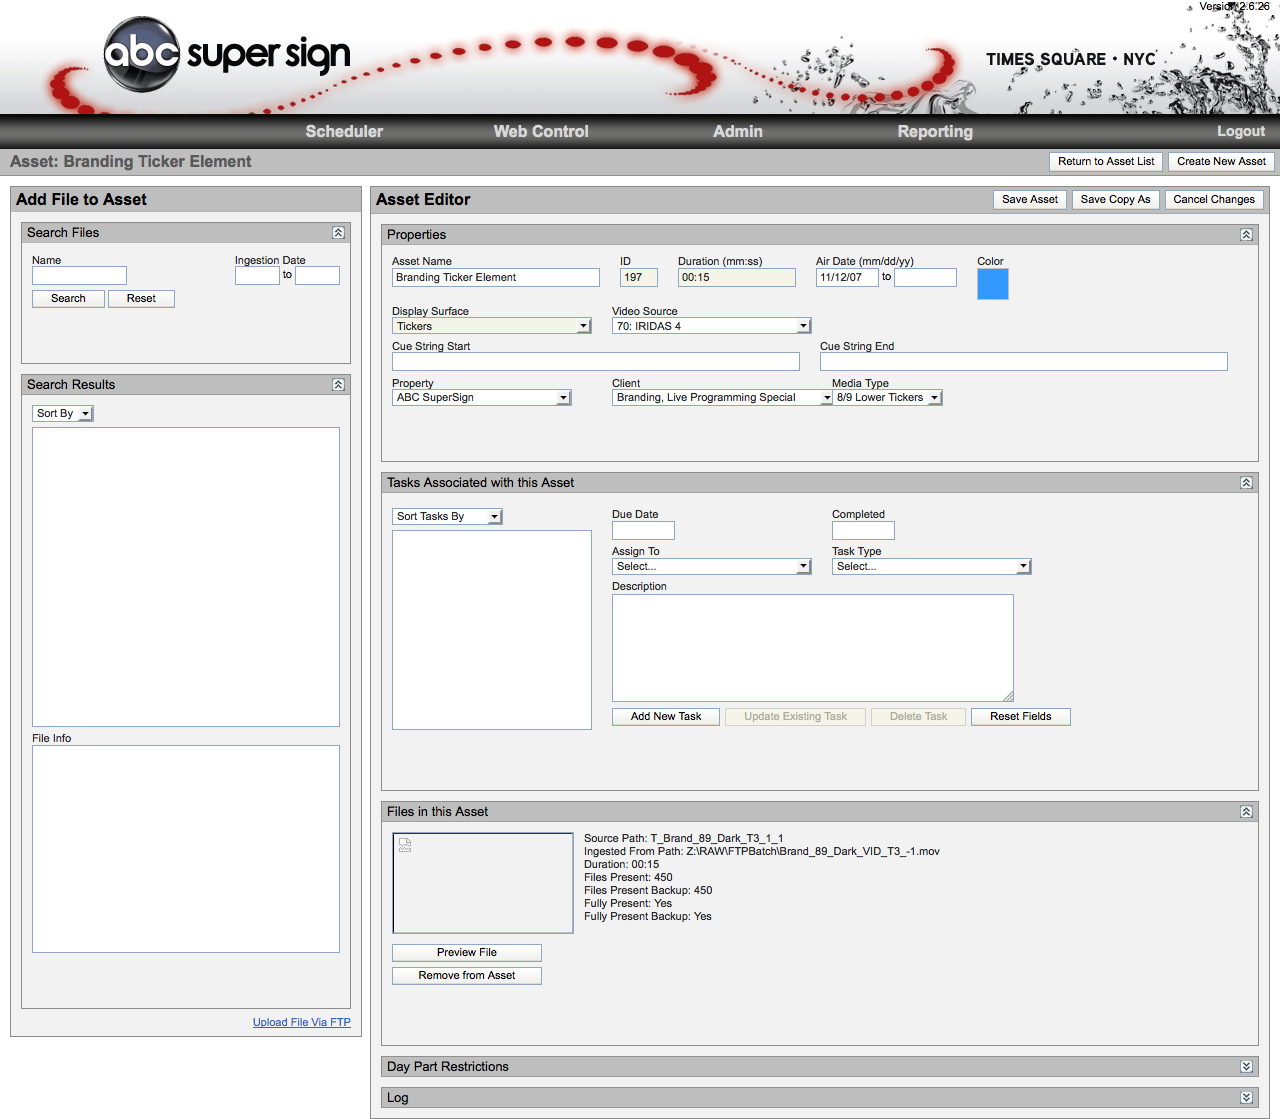 Version 2.6.26
abc super sign
TIMES SQUARE • NYC
Scheduler Web Control Admin Reporting Logout
Asset: Branding Ticker Element
Return to Asset List Create New Asset
Add File to Asset
Search Files
Name Ingestion Date
to
Search Reset
Search Results
Sort By
File Info
Upload File Via FTP
Asset Editor
Save Asset Save Copy As Cancel Changes
Properties
Asset Name ID Duration (mm:ss) Air Date (mm/dd/yy) Color
Branding Ticker Element 197 00:15 11/12/07 to
Display Surface Video Source
Tickers 70: IRIDAS 4
Cue String Start Cue String End
Property Client Media Type
ABC SuperSign Branding, Live Programming Special 8/9 Lower Tickers
Tasks Associated with this Asset
Sort Tasks By
Due Date Completed
Assign To Task Type
Select... Select...
Description
Add New Task Update Existing Task Delete Task Reset Fields
Files in this Asset
Source Path: T_Brand_89_Dark_T3_1_1
Ingested From Path: Z:\RAW\FTPBatch\Brand_89_Dark_VID_T3_-1.mov
Duration: 00:15
Files Present: 450
Files Present Backup: 450
Fully Present: Yes
Fully Present Backup: Yes
Preview File
Remove from Asset
Day Part Restrictions
Log